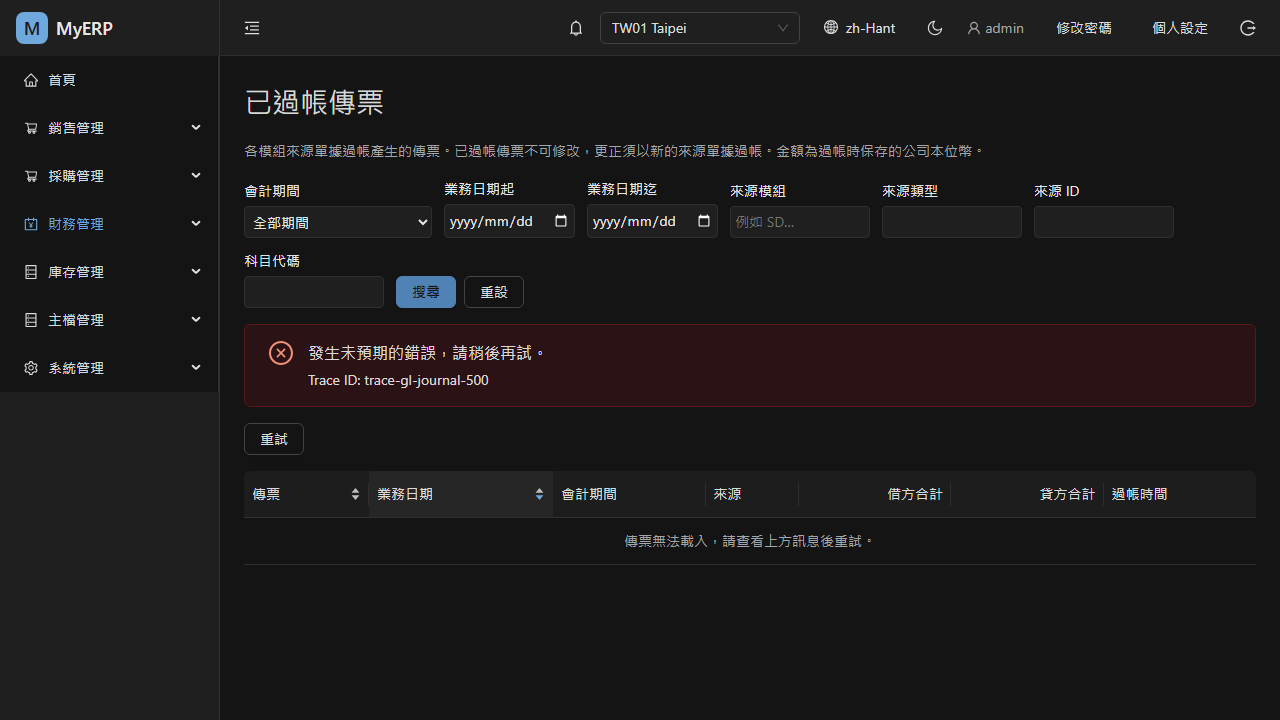 M MyERP
TW01 Taipei
zh-Hant
admin
修改密碼
個人設定
首頁
銷售管理
採購管理
財務管理
庫存管理
主檔管理
系統管理
已過帳傳票
各模組來源單據過帳產生的傳票。已過帳傳票不可修改，更正須以新的來源單據過帳。金額為過帳時保存的公司本位幣。
會計期間 業務日期起 業務日期迄 來源模組 來源類型 來源 ID
全部期間 yyyy/mm/dd yyyy/mm/dd 例如 SD...
科目代碼
搜尋 重設
發生未預期的錯誤，請稍後再試。
Trace ID: trace-gl-journal-500
重試
傳票 業務日期 會計期間 來源 借方合計 貸方合計 過帳時間
傳票無法載入，請查看上方訊息後重試。